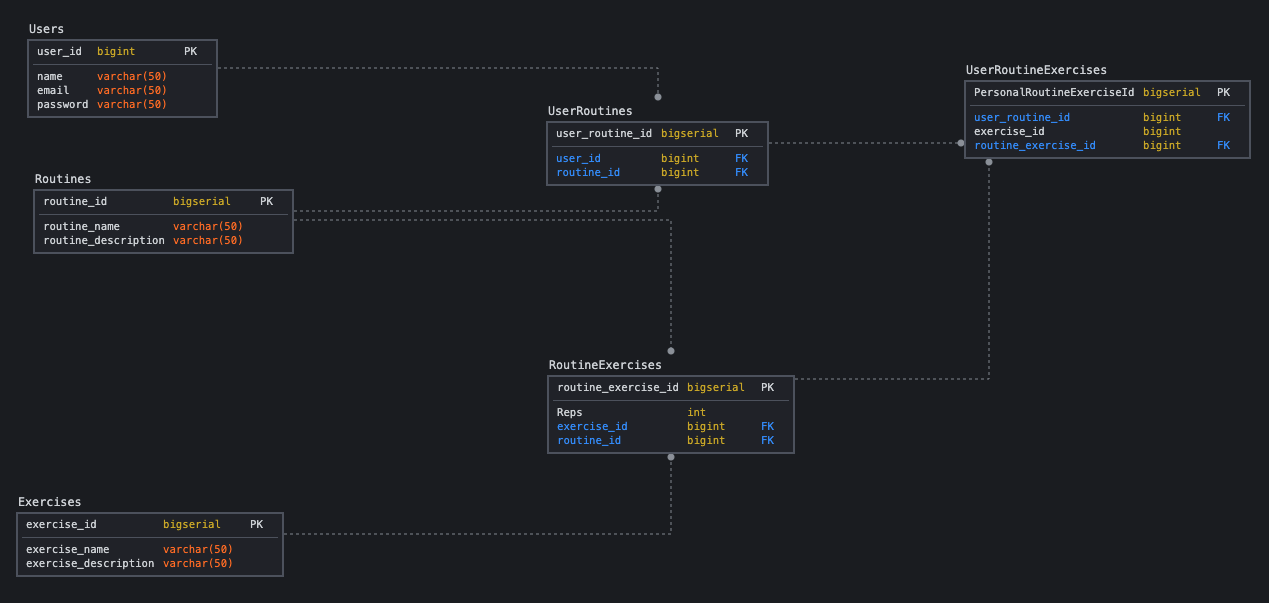 Users
user_id bigint PK
name varchar(50)
email varchar(50)
password varchar(50)
Routines
routine_id bigserial PK
routine_name varchar(50)
routine_description varchar(50)
Exercises
exercise_id bigserial PK
exercise_name varchar(50)
exercise_description varchar(50)
UserRoutines
user_routine_id bigserial PK
user_id bigint FK
routine_id bigint FK
RoutineExercises
routine_exercise_id bigserial PK
Reps int
exercise_id bigint FK
routine_id bigint FK
UserRoutineExercises
PersonalRoutineExerciseId bigserial PK
user_routine_id bigint FK
exercise_id bigint
routine_exercise_id bigint FK